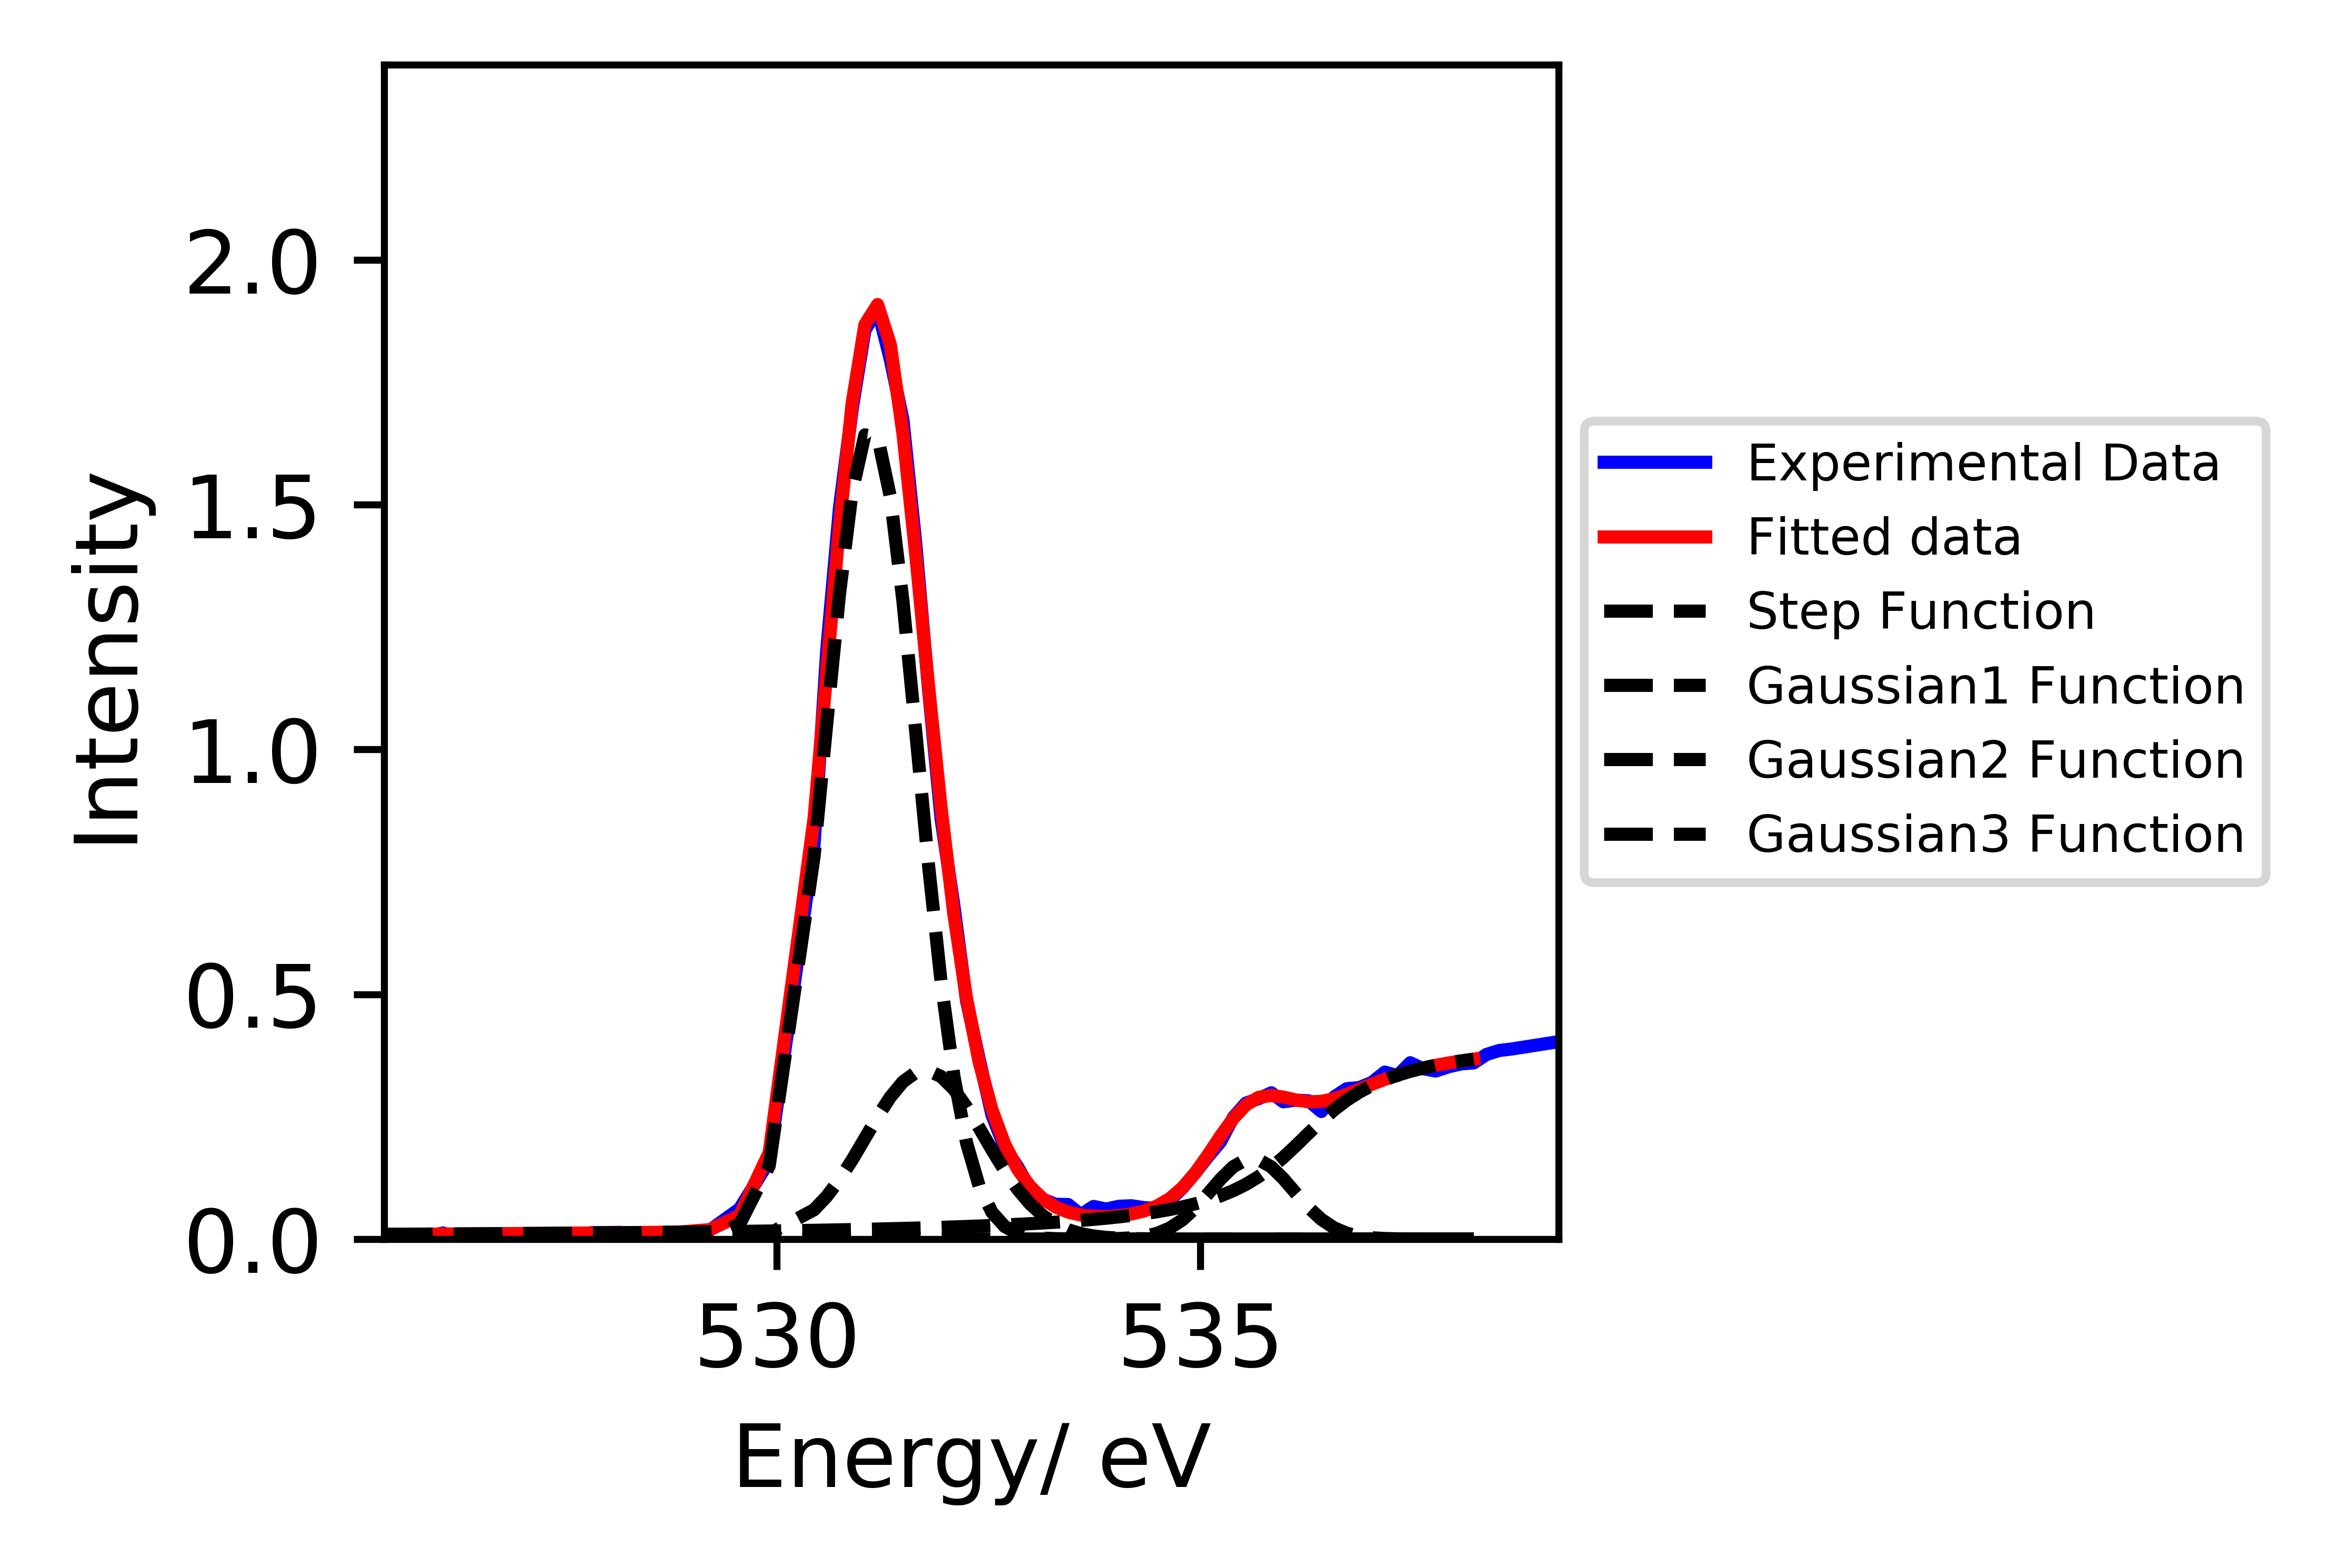 2.0
1.5
1.0
0.5
0.0
Intensity
530
535
Energy/ eV
Experimental Data
Fitted data
Step Function
Gaussian1 Function
Gaussian2 Function
Gaussian3 Function